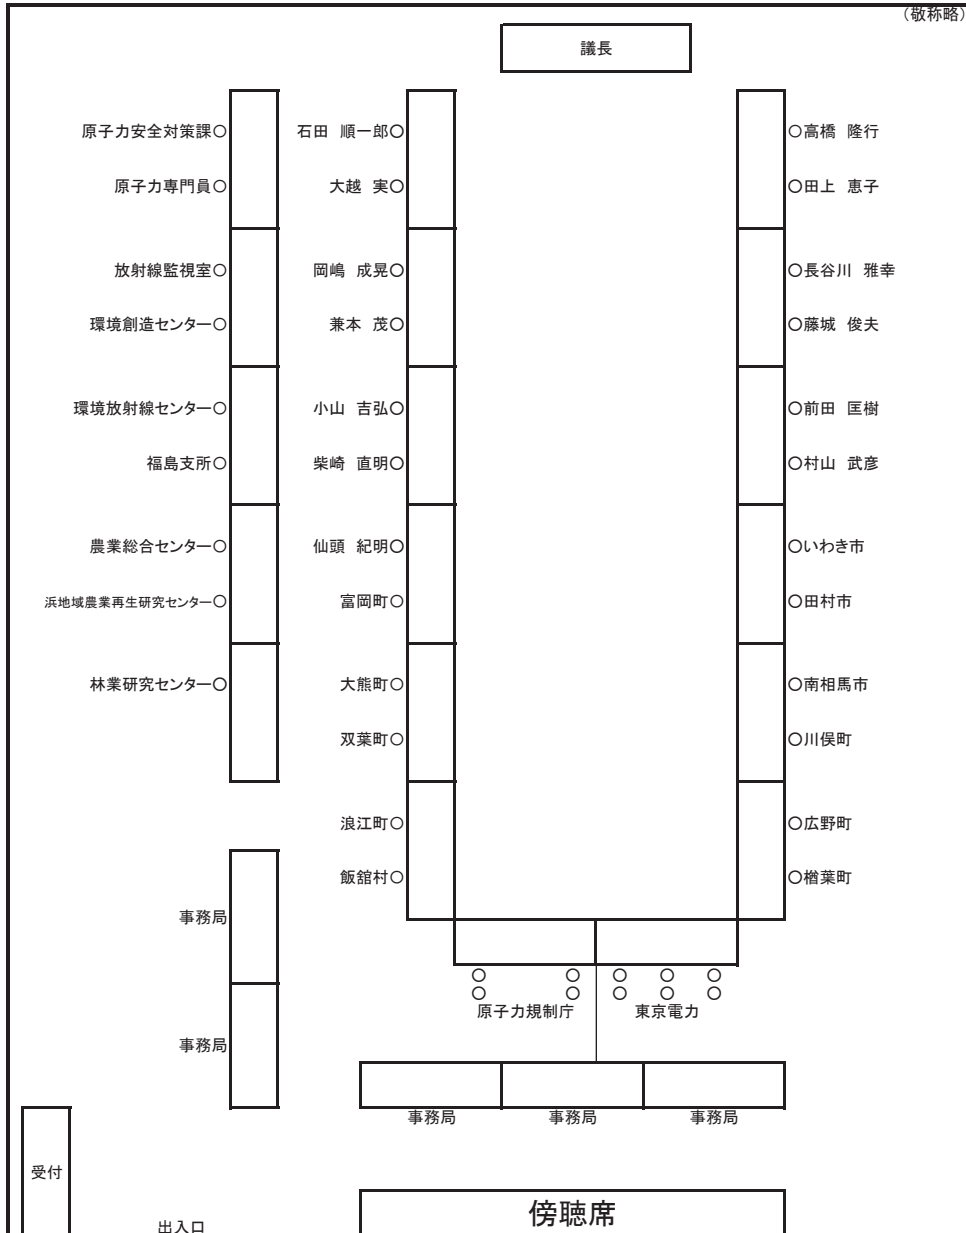 （敬称略）
議長
原子力安全対策課○ 石田 順一郎○ ○高橋 隆行
原子力専門員○ 大越 実○ ○田上 恵子
放射線監視室○ 岡嶋 成晃○ ○長谷川 雅幸
環境創造センター○ 兼本 茂○ ○藤城 俊夫
環境放射線センター○ 小山 吉弘○ ○前田 匡樹
福島支所○ 柴崎 直明○ ○村山 武彦
農業総合センター○ 仙頭 紀明○ ○いわき市
浜地域農業再生研究センター○ 富岡町○ ○田村市
林業研究センター○ 大熊町○ ○南相馬市
双葉町○ ○川俣町
浪江町○ ○広野町
飯舘村○ ○楢葉町
事務局
○ ○ ○ ○ ○
○ ○ ○ ○ ○
原子力規制庁 東京電力
事務局
事務局 事務局 事務局
受付
傍聴席
出入口